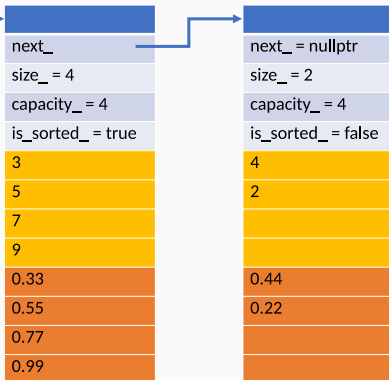 next_
size_ = 4
capacity_ = 4
is_sorted_ = true
3
5
7
9
0.33
0.55
0.77
0.99
next_ = nullptr
size_ = 2
capacity_ = 4
is_sorted_ = false
4
2
0.44
0.22